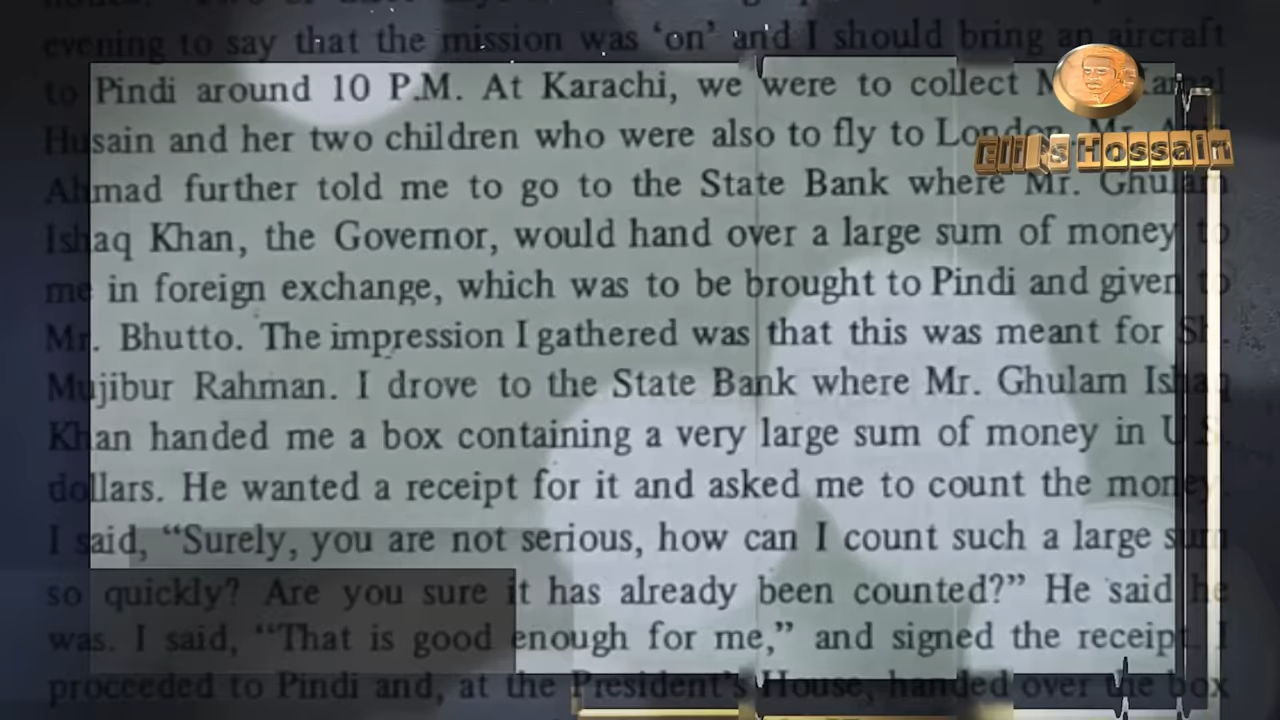 evening to say that the mission was ‘on’ and I should bring an aircraft
to Pindi around 10 P.M. At Karachi, we were to collect
Husain and her two children who were also to fly to London. Mr.
Ahmad further told me to go to the State Bank where Mr. Ghulam
Ishaq Khan, the Governor, would hand over a large sum of money to
me in foreign exchange, which was to be brought to Pindi and given to
Mr. Bhutto. The impression I gathered was that this was meant for Sh.
Mujibur Rahman. I drove to the State Bank where Mr. Ghulam Ishaq
Khan handed me a box containing a very large sum of money in U.S.
dollars. He wanted a receipt for it and asked me to count the money.
I said, “Surely, you are not serious, how can I count such a large sum
so quickly? Are you sure it has already been counted?” He said he
was. I said, “That is good enough for me,” and signed the receipt. I
proceeded to Pindi and, at the President’s House, handed over the box
Hossain